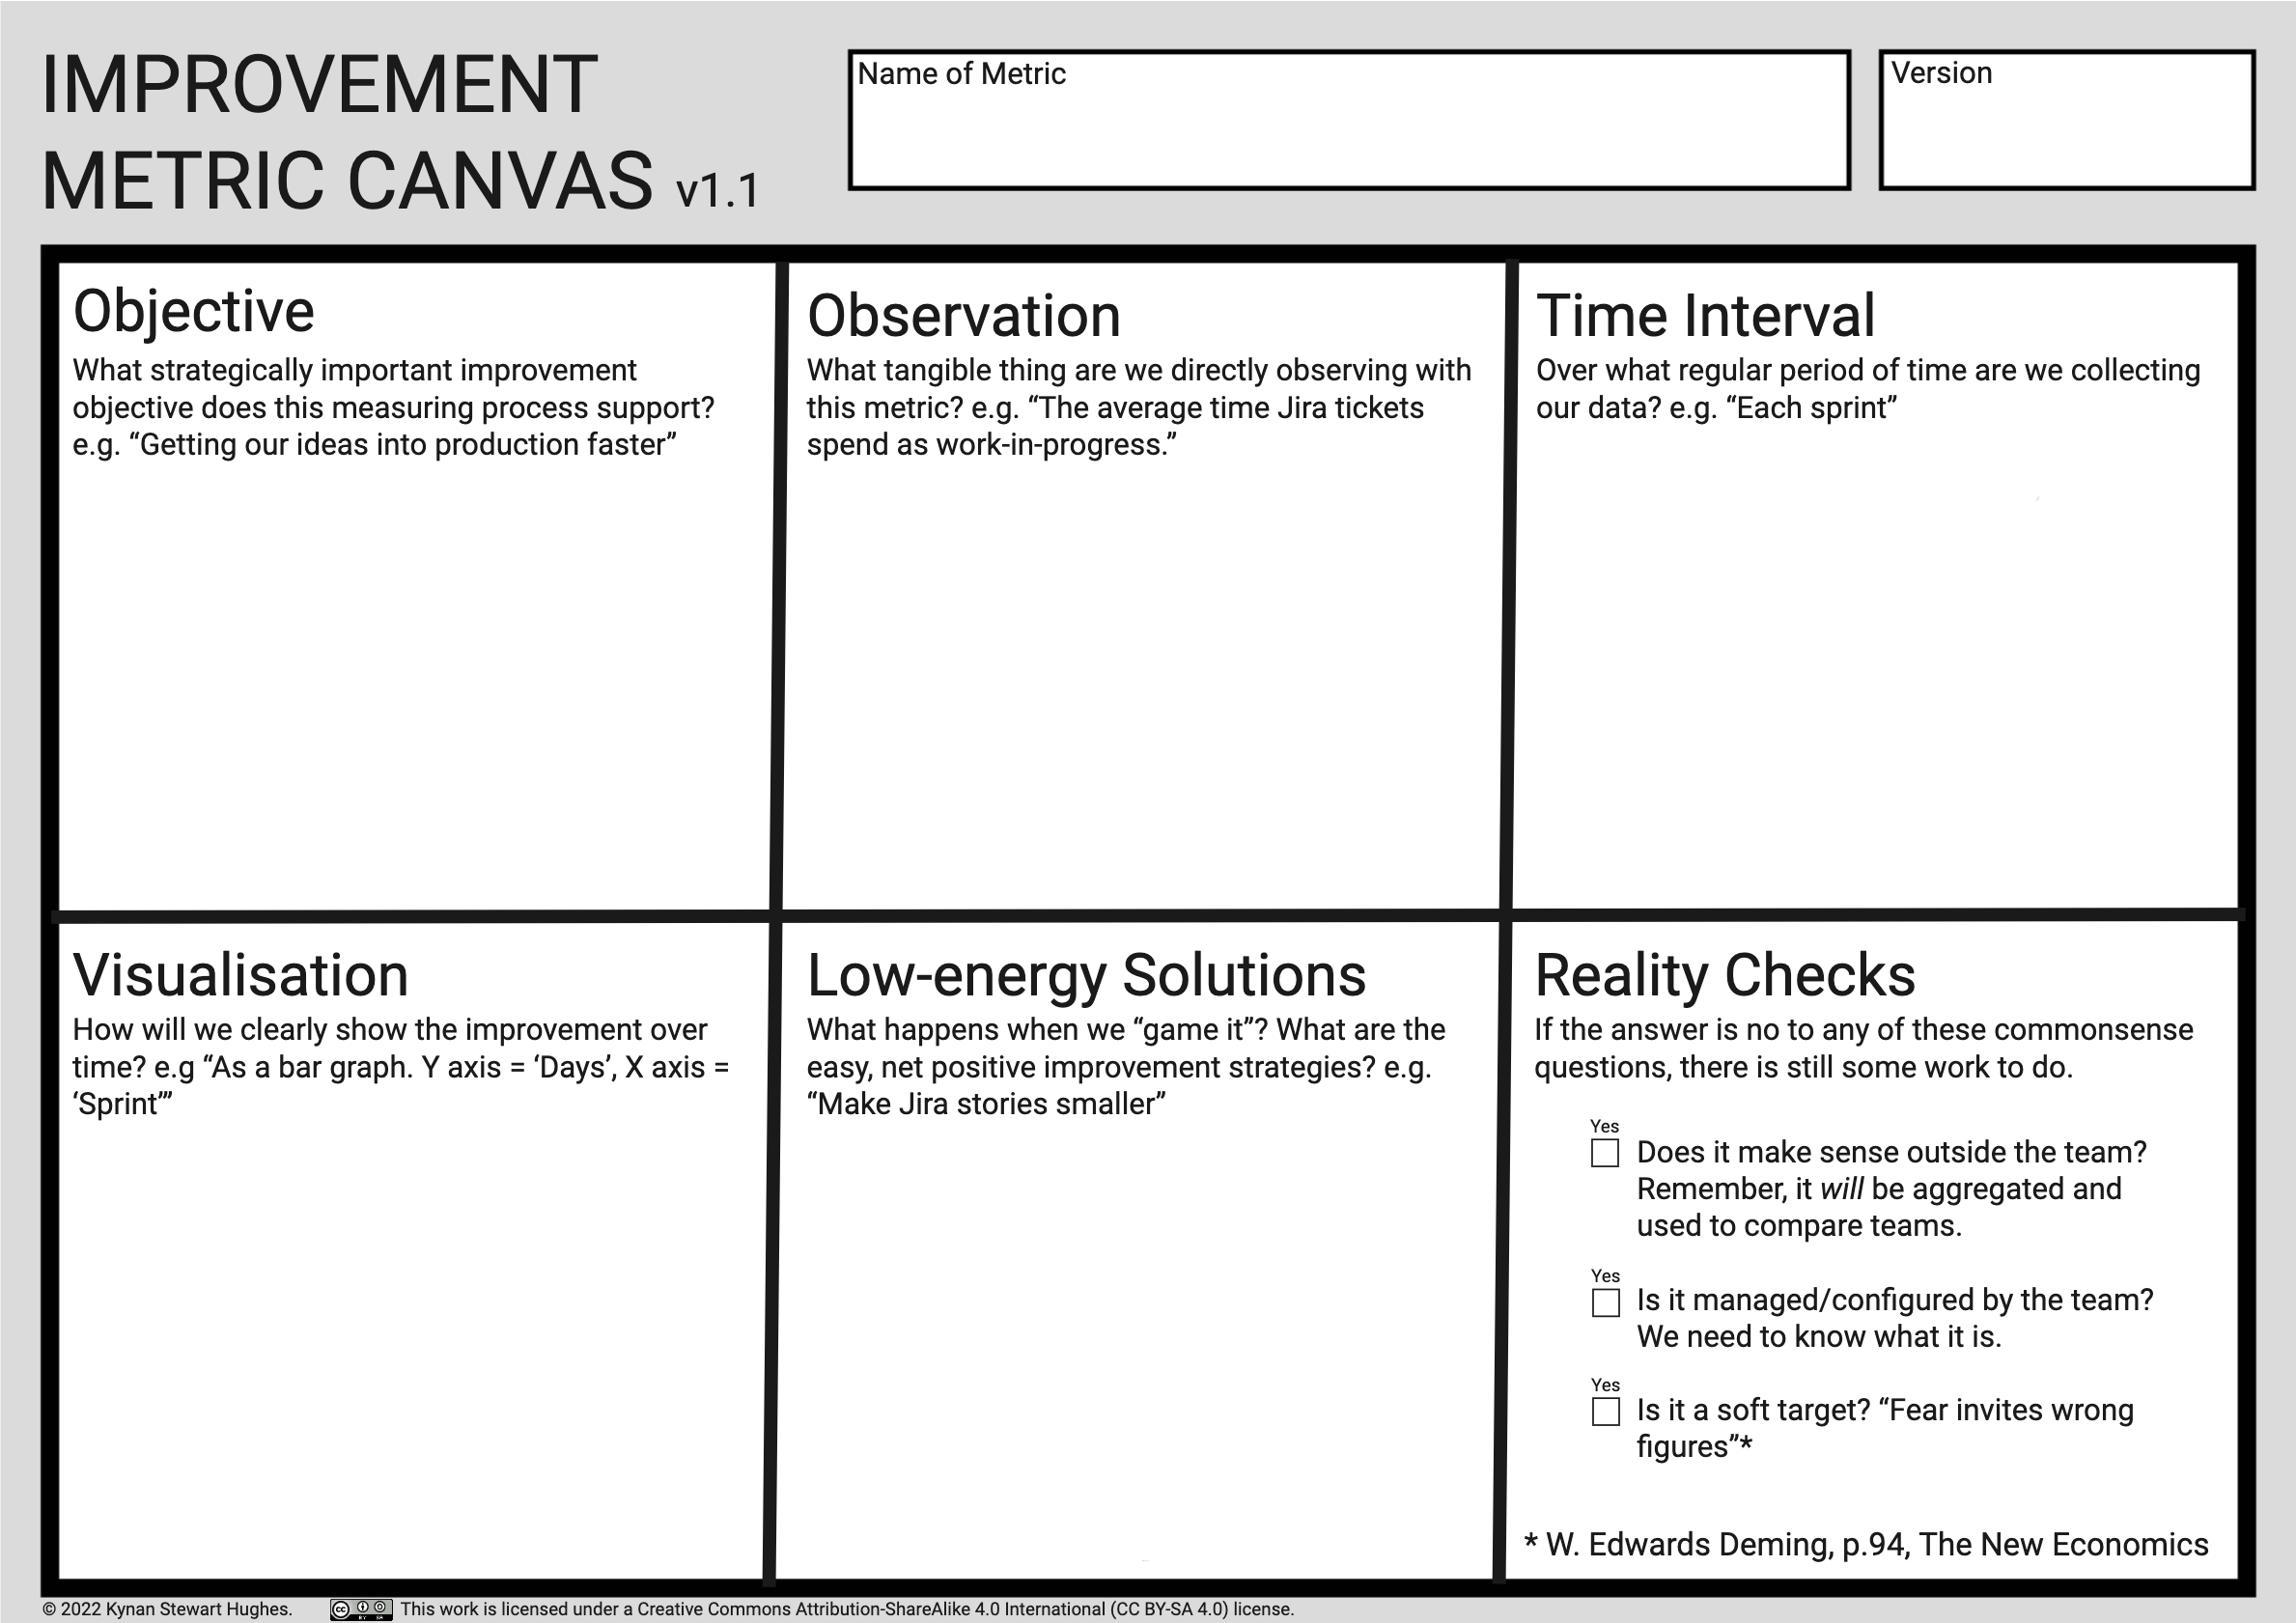 IMPROVEMENT
METRIC CANVAS v1.1
Name of Metric
Version
Objective
What strategically important improvement
objective does this measuring process support?
e.g. “Getting our ideas into production faster”
Observation
What tangible thing are we directly observing with
this metric? e.g. “The average time Jira tickets
spend as work-in-progress.”
Time Interval
Over what regular period of time are we collecting
our data? e.g. “Each sprint”
Visualisation
How will we clearly show the improvement over
time? e.g “As a bar graph. Y axis = ‘Days’, X axis =
‘Sprint’”
Low-energy Solutions
What happens when we “game it”? What are the
easy, net positive improvement strategies? e.g.
“Make Jira stories smaller”
Reality Checks
If the answer is no to any of these commonsense
questions, there is still some work to do.
Yes
Does it make sense outside the team?
Remember, it will be aggregated and
used to compare teams.
Yes
Is it managed/configured by the team?
We need to know what it is.
Yes
Is it a soft target? “Fear invites wrong
figures”*
* W. Edwards Deming, p.94, The New Economics
© 2022 Kynan Stewart Hughes. cc BY SA This work is licensed under a Creative Commons Attribution-ShareAlike 4.0 International (CC BY-SA 4.0) license.